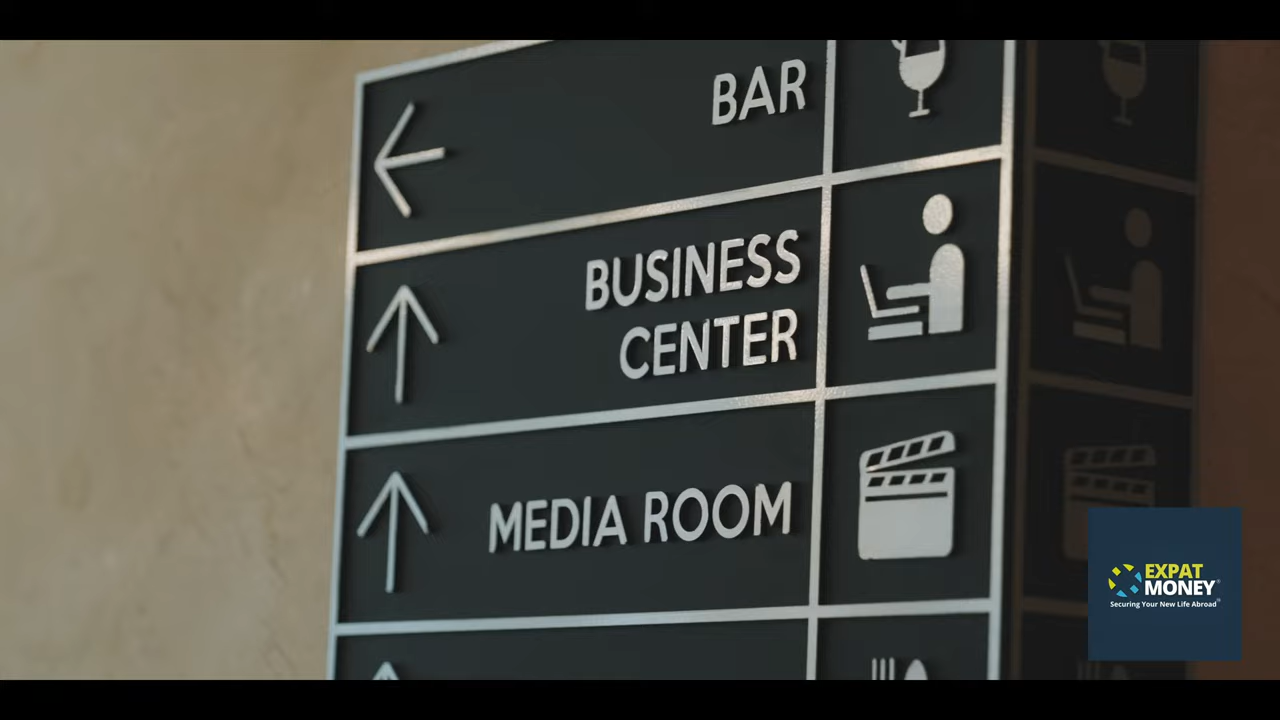 BAR
BUSINESS
CENTER
MEDIA ROOM
EXPAT
MONEY®
Securing Your New Life Abroad®